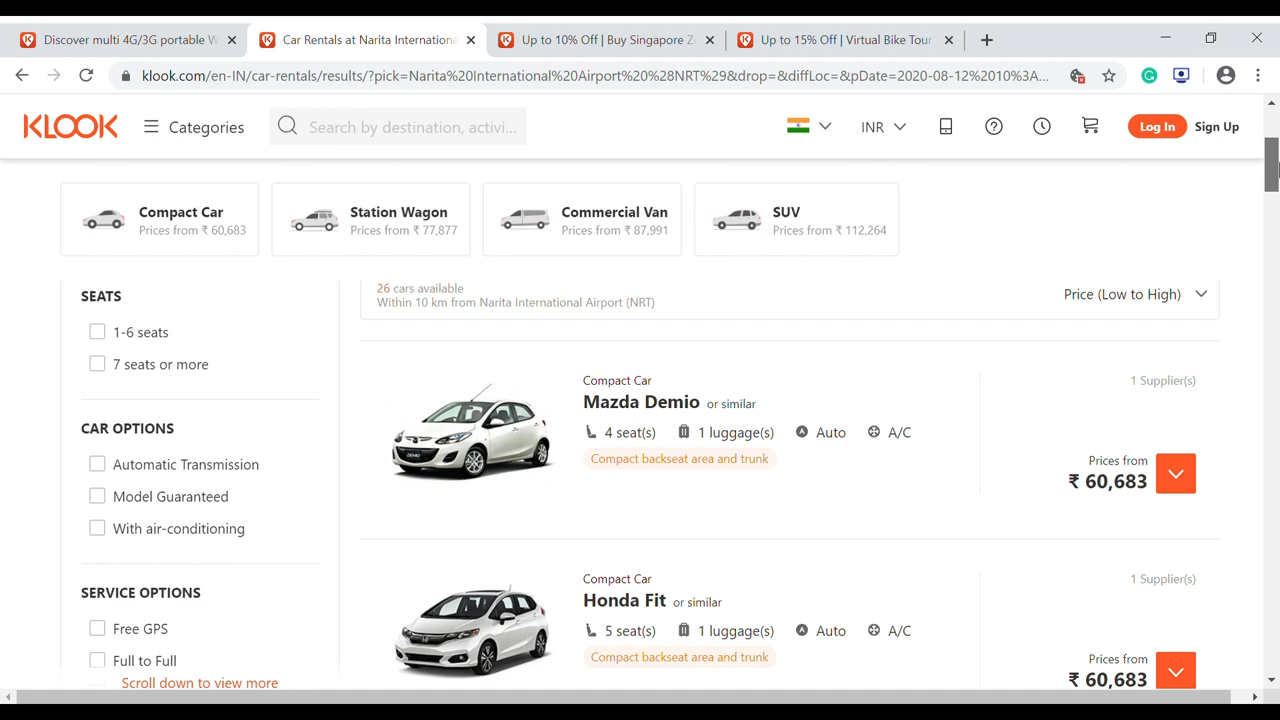 Discover multi 4G/3G portable W
Car Rentals at Narita Internationa
Up to 10% Off | Buy Singapore Z
Up to 15% Off | Virtual Bike Tour
klook.com/en-IN/car-rentals/results/?pick=Narita%20International%20Airport%20%28NRT%29&drop=&diffLoc=&pDate=2020-08-12%2010%3A...
KLOOK
Categories
Search by destination, activi...
INR
Log In
Sign Up
Compact Car
Prices from ₹ 60,683
Station Wagon
Prices from ₹ 77,877
Commercial Van
Prices from ₹ 87,991
SUV
Prices from ₹ 112,264
SEATS
1-6 seats
7 seats or more
CAR OPTIONS
Automatic Transmission
Model Guaranteed
With air-conditioning
SERVICE OPTIONS
Free GPS
Full to Full
Scroll down to view more
26 cars available
Within 10 km from Narita International Airport (NRT)
Price (Low to High)
Compact Car
Mazda Demio or similar
4 seat(s) 1 luggage(s) A Auto A/C
Compact backseat area and trunk
1 Supplier(s)
Prices from
₹ 60,683
Compact Car
Honda Fit or similar
5 seat(s) 1 luggage(s) A Auto A/C
Compact backseat area and trunk
1 Supplier(s)
Prices from
₹ 60,683